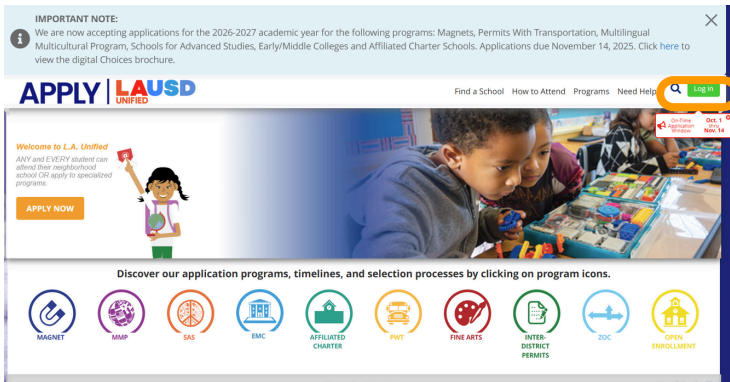 IMPORTANT NOTE:
We are now accepting applications for the 2026-2027 academic year for the following programs: Magnets, Permits With Transportation, Multilingual
Multicultural Program, Schools for Advanced Studies, Early/Middle Colleges and Affiliated Charter Schools. Applications due November 14, 2025. Click here to
view the digital Choices brochure.
APPLY | LAUSD
UNIFIED
Find a School How to Attend Programs Need Help Log in
On-Time
Application
Window
Oct. 1
thru
Nov. 14
Welcome to L.A. Unified
ANY and EVERY student can
attend their neighborhood
school OR apply to specialized
programs.
APPLY NOW
Discover our application programs, timelines, and selection processes by clicking on program icons.
MAGNET
MMP
SAS
EMC
AFFILIATED
CHARTER
PWT
FINE ARTS
INTER-
DISTRICT
PERMITS
ZOC
OPEN
ENROLLMENT